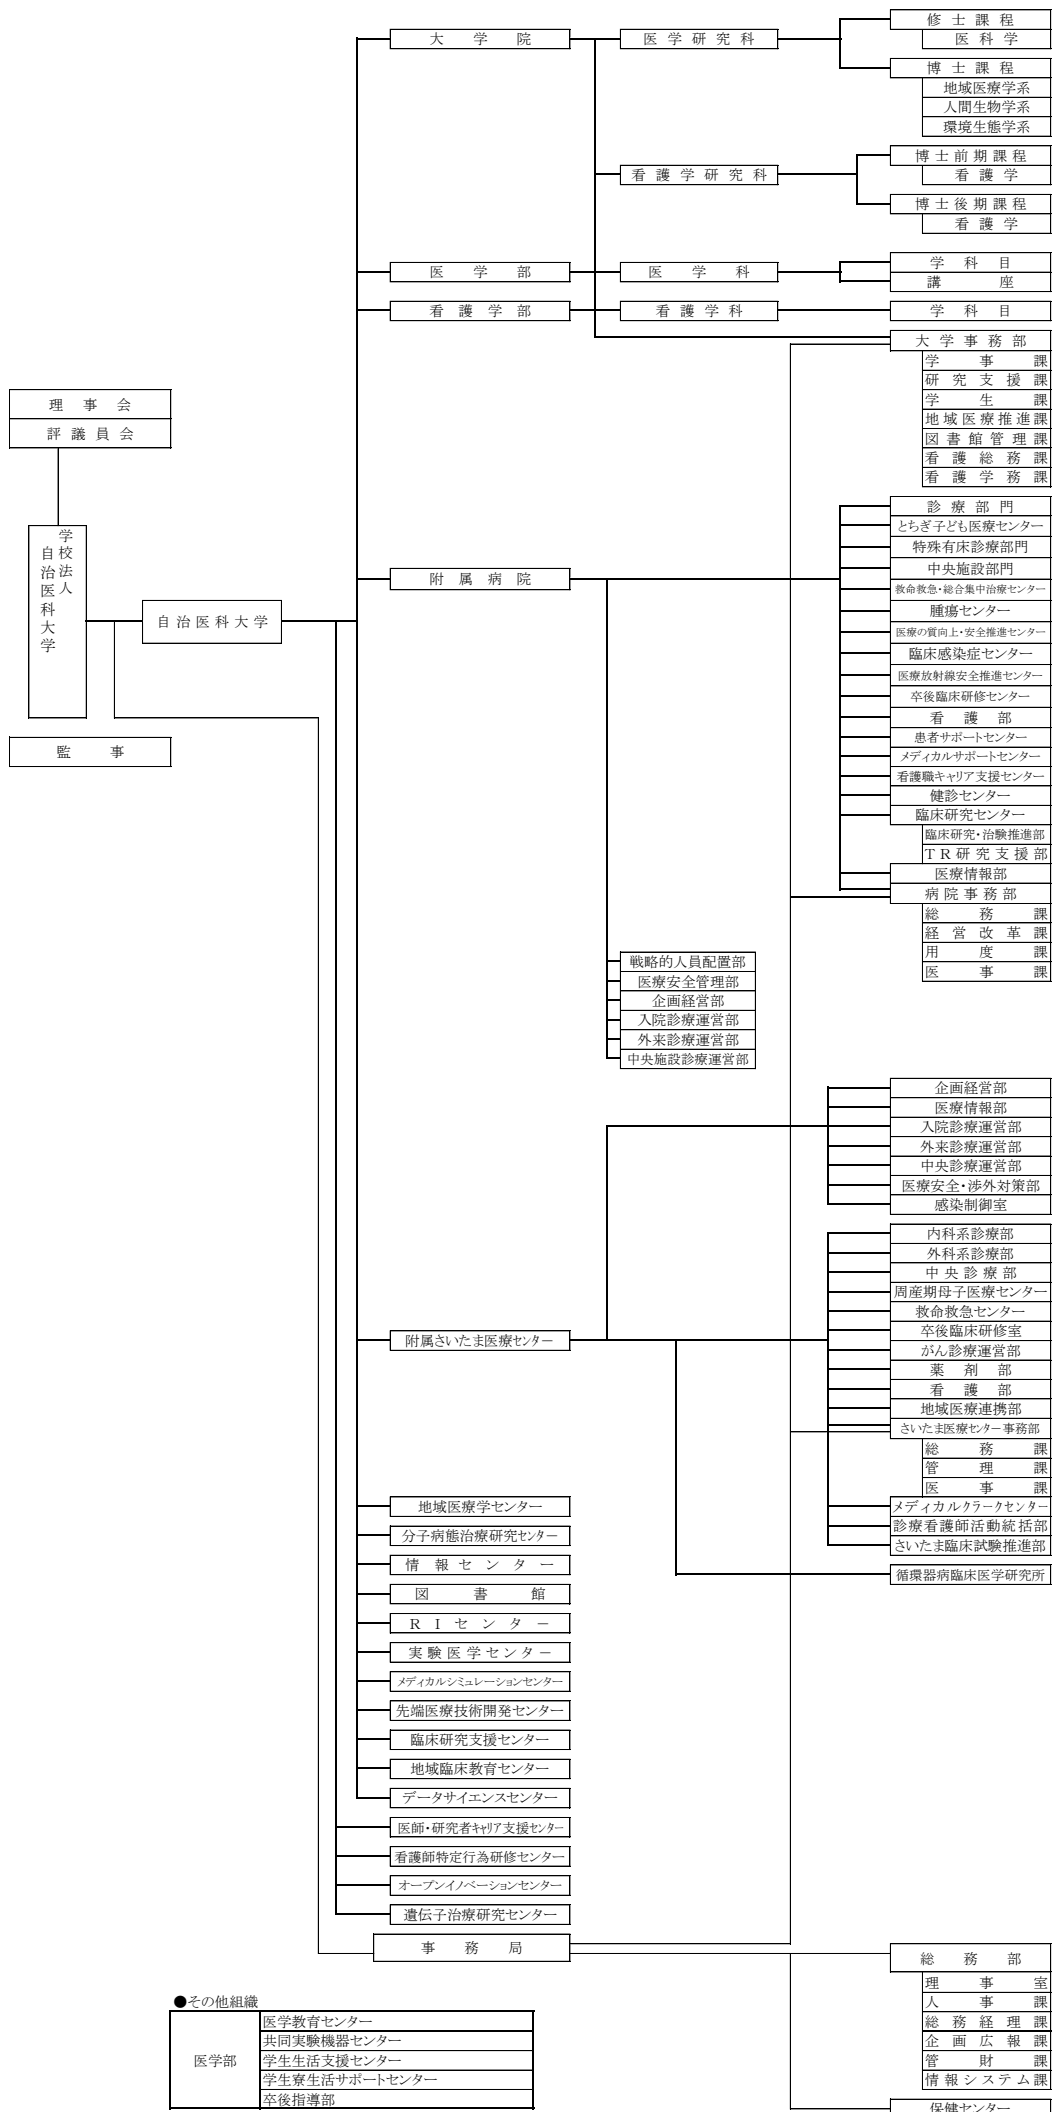 理事会
評議員会
学校法人
自治医科大学
監事
自治医科大学
大学院
医学研究科
修士課程
医科学
博士課程
地域医療学系
人間生物学系
環境生態学系
看護学研究科
博士前期課程
看護学
博士後期課程
看護学
医学部
医学科
学科目
講座
看護学部
看護学科
学科目
大学事務部
学事課
研究支援課
学生課
地域医療推進課
図書館管理課
看護総務課
看護学務課
附属病院
診療部門
とちぎ子ども医療センター
特殊有床診療部門
中央施設部門
救命救急・総合集中治療センター
腫瘍センター
医療の質向上・安全推進センター
臨床感染症センター
医療放射線安全推進センター
卒後臨床研修センター
看護部
患者サポートセンター
メディカルサポートセンター
看護職キャリア支援センター
健診センター
臨床研究センター
臨床研究・治験推進部
TR研究支援部
医療情報部
病院事務部
総務課
経営改革課
用度課
医事課
戦略的人員配置部
医療安全管理部
企画経営部
入院診療運営部
外来診療運営部
中央施設診療運営部
附属さいたま医療センター
企画経営部
医療情報部
入院診療運営部
外来診療運営部
中央診療運営部
医療安全・渉外対策部
感染制御室
内科系診療部
外科系診療部
中央診療部
周産期母子医療センター
救命救急センター
卒後臨床研修室
がん診療運営部
薬剤部
看護部
地域医療連携部
さいたま医療センター事務部
総務課
管理課
医事課
メディカルクラークセンター
診療看護師活動統括部
さいたま臨床試験推進部
循環器病臨床医学研究所
地域医療学センター
分子病態治療研究センター
情報センター
図書館
RIセンター
実験医学センター
メディカルシミュレーションセンター
先端医療技術開発センター
臨床研究支援センター
地域臨床教育センター
データサイエンスセンター
医師・研究者キャリア支援センター
看護師特定行為研修センター
オープンイノベーションセンター
遺伝子治療研究センター
事務局
総務部
理事室
人事課
総務経理課
企画広報課
管財課
情報システム課
保健センター
●その他組織
医学部
医学教育センター
共同実験機器センター
学生生活支援センター
学生寮生活サポートセンター
卒後指導部